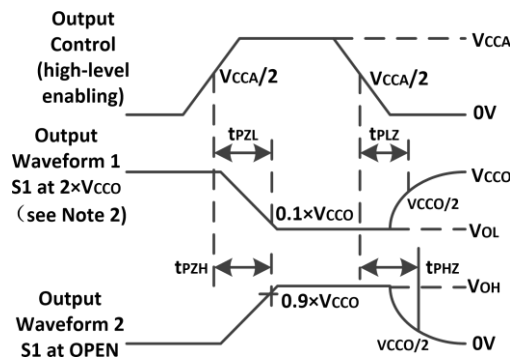 Output
Control
(high-level
enabling)
VCCA/2
VCCA/2
VCCA
0V
tPZL
tPLZ
Output
Waveform 1
S1 at 2×VCCO
（see Note 2)
0.1×VCCO
VCCO/2
VCCO
VOL
tPZH
tPHZ
Output
Waveform 2
S1 at OPEN
0.9×VCCO
VCCO/2
VOH
0V